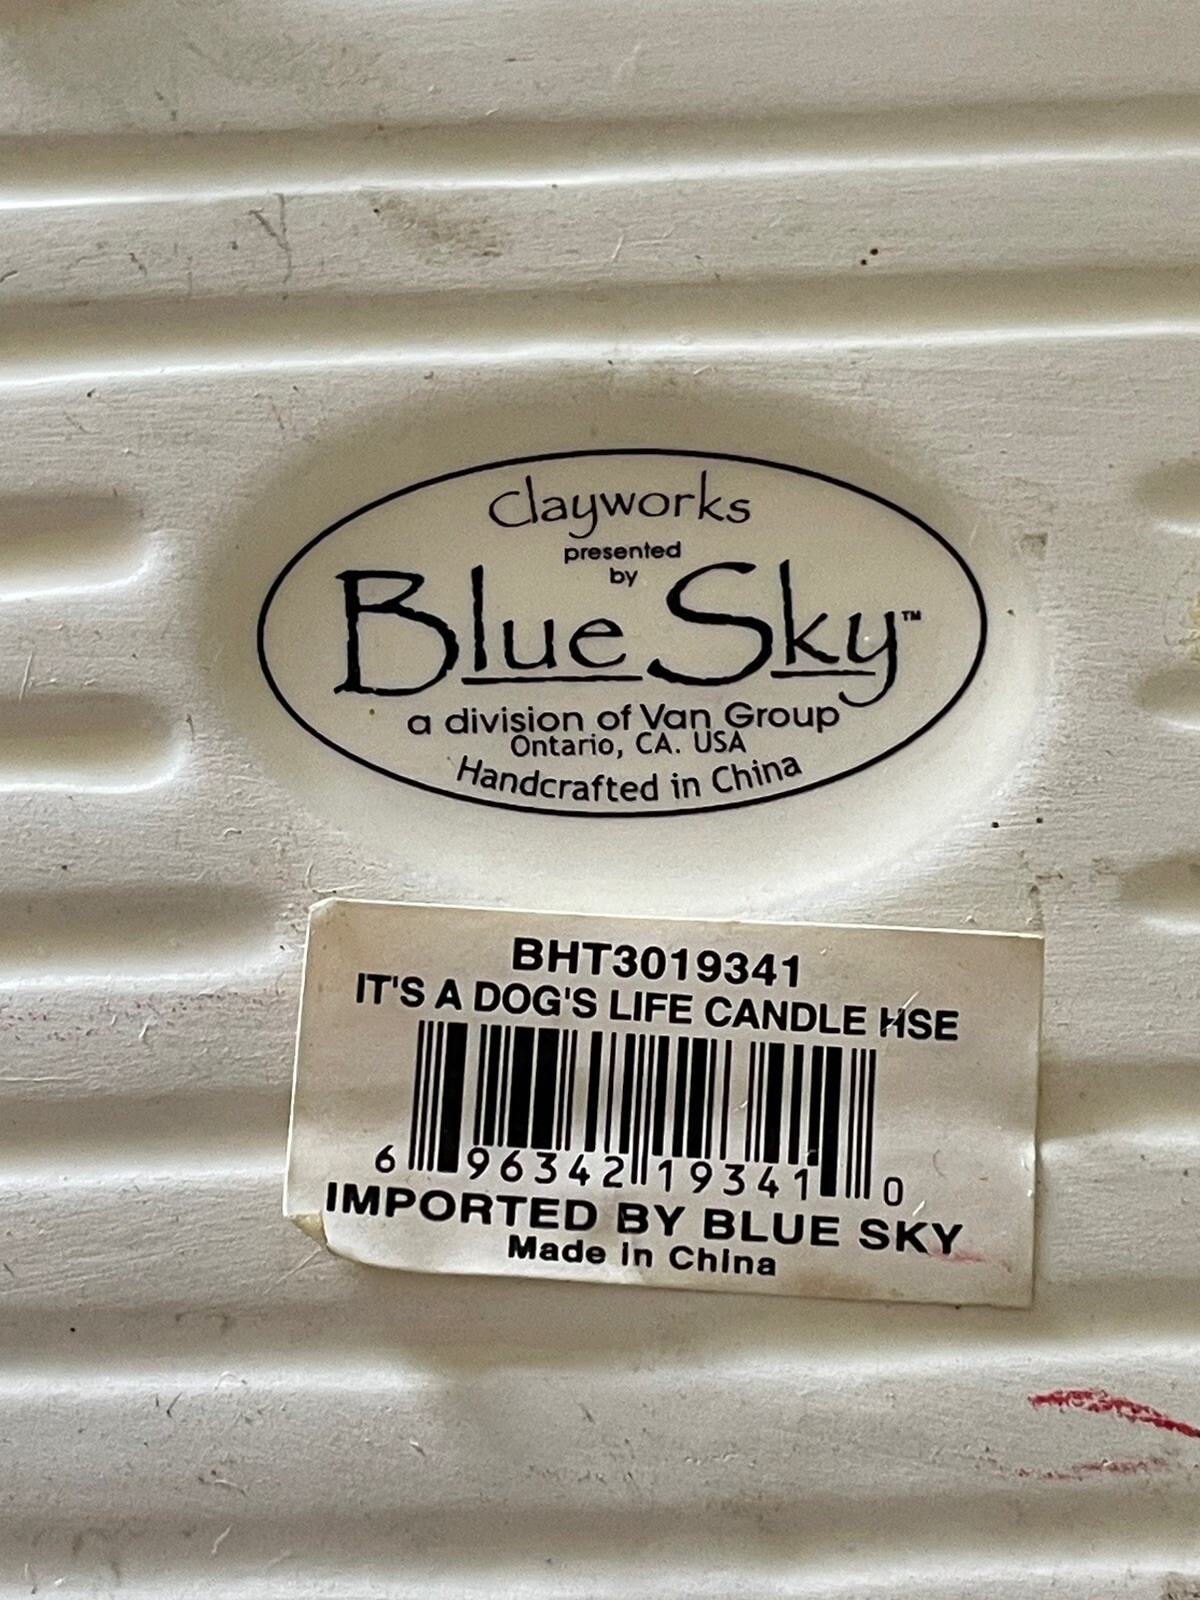 Clayworks
presented
by
Blue Sky™
a division of Van Group
Ontario, CA. USA
Handcrafted in China
BHT3019341
IT'S A DOG'S LIFE CANDLE HSE
6 96342 19341 0
IMPORTED BY BLUE SKY
Made in China